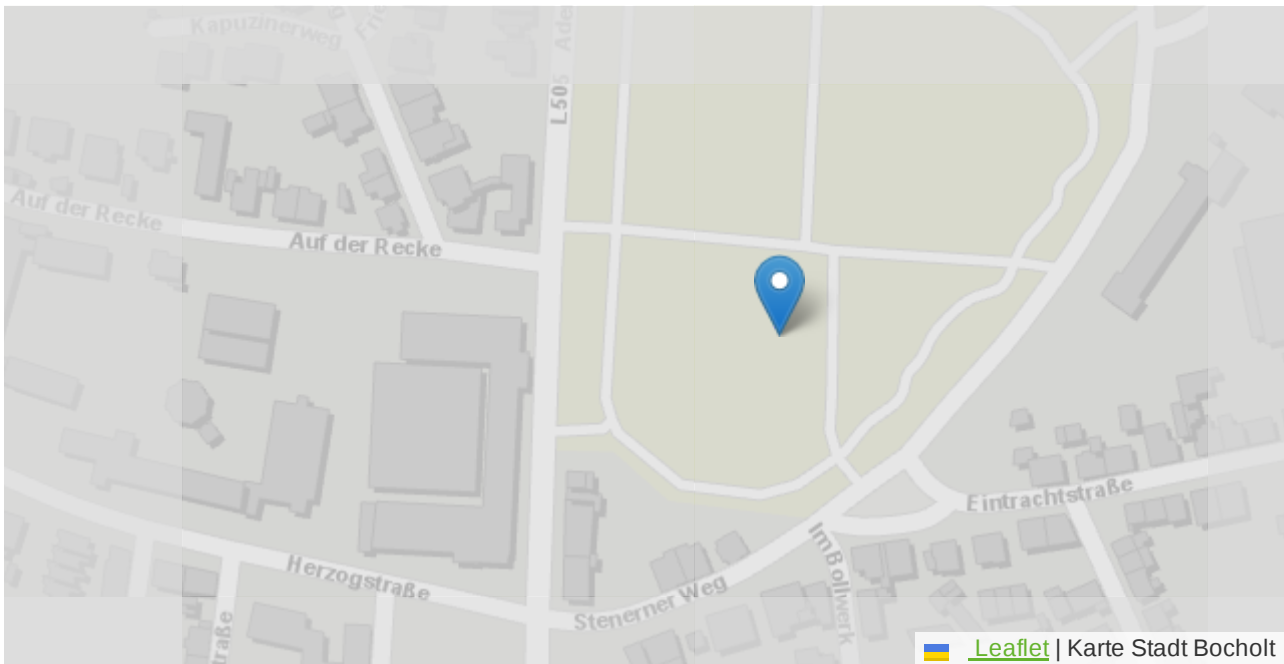 Kapuzinerweg
L505
Auf der Recke
Auf der Recke
Eintrachtstraße
Im Bollwerk
Herzogstraße
Stenerner Weg
Leaflet | Karte Stadt Bocholt